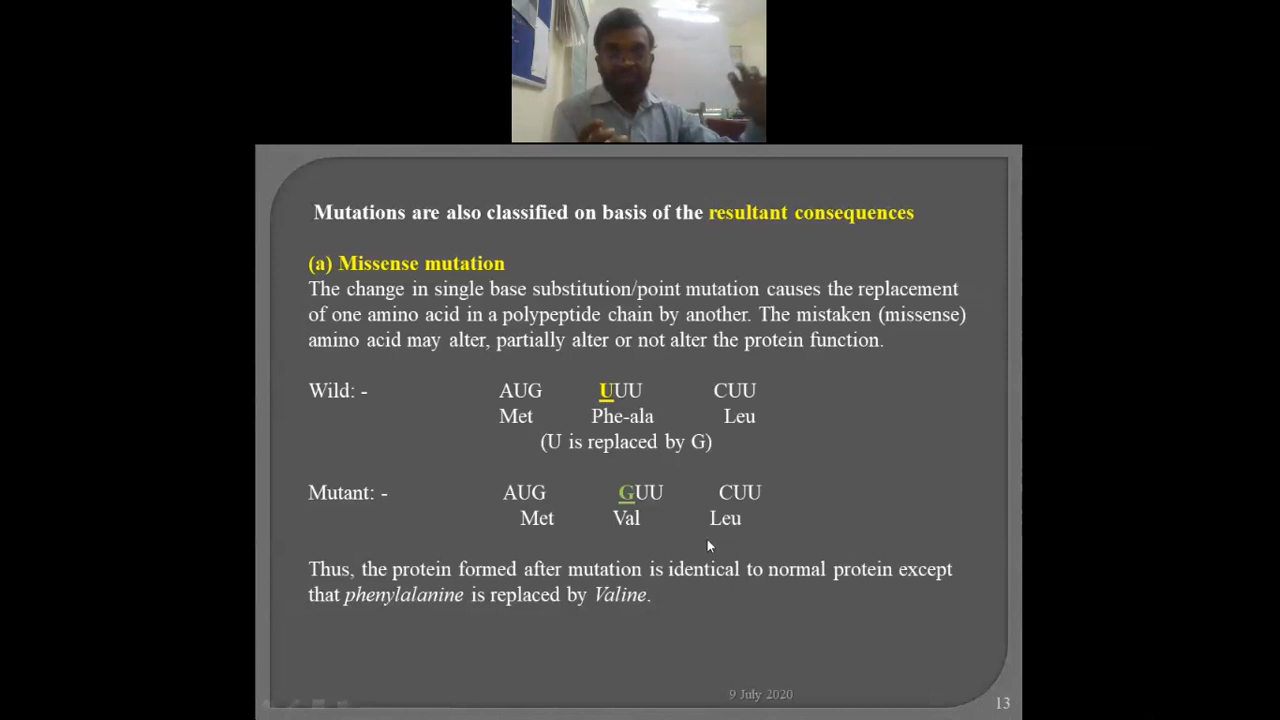 Mutations are also classified on basis of the resultant consequences
(a) Missense mutation
The change in single base substitution/point mutation causes the replacement
of one amino acid in a polypeptide chain by another. The mistaken (missense)
amino acid may alter, partially alter or not alter the protein function.
Wild: - AUG UUU CUU
Met Phe-ala Leu
(U is replaced by G)
Mutant: - AUG GUU CUU
Met Val Leu
Thus, the protein formed after mutation is identical to normal protein except
that phenylalanine is replaced by Valine.
9 July 2020
13